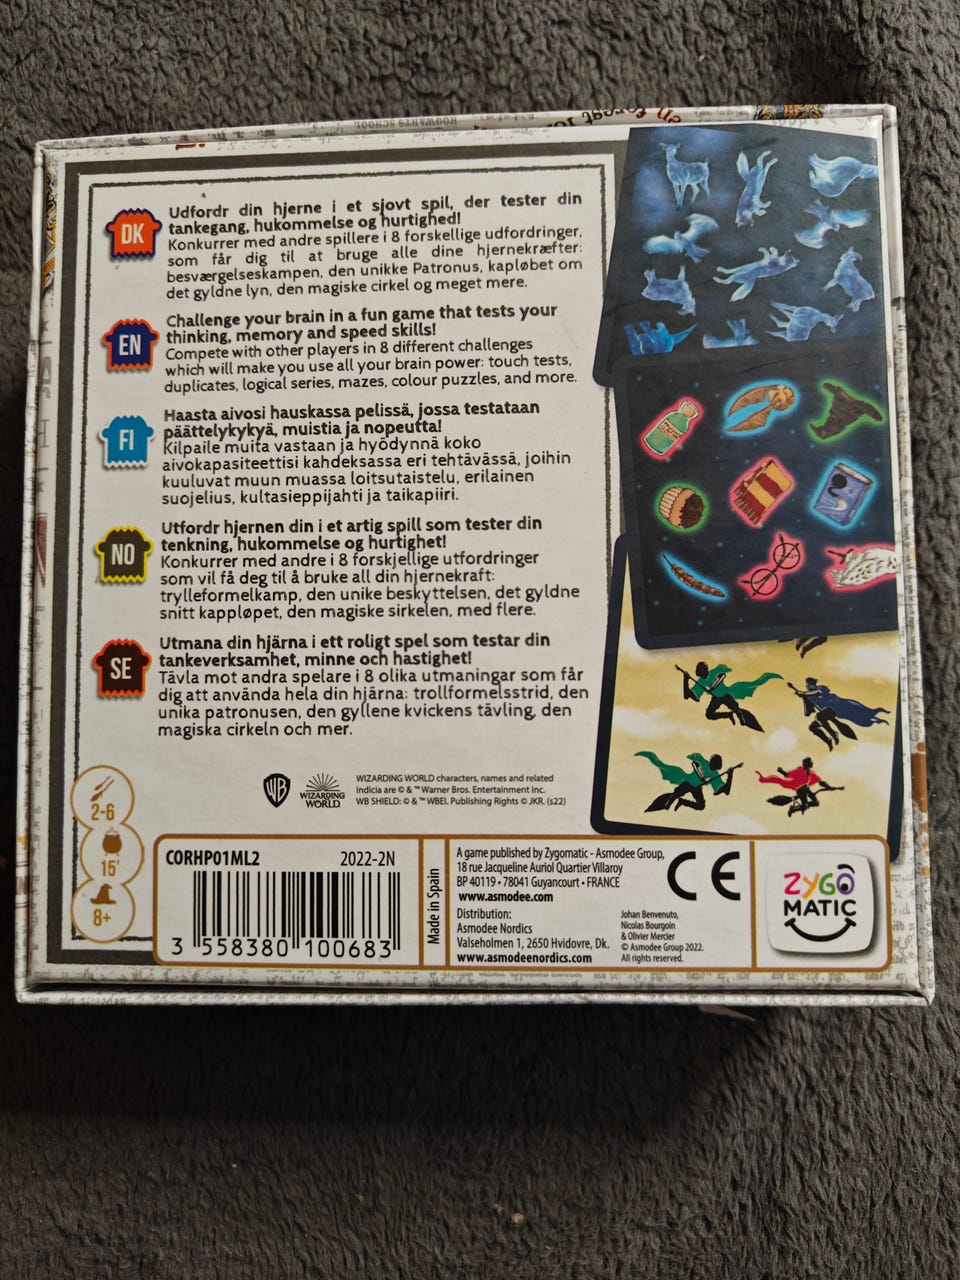 HOGWARTS SCHOOL
DK
Udfordr din hjerne i et sjovt spil, der tester din
tankegang, hukommelse og hurtighed!
Konkurrer med andre spillere i 8 forskellige udfordringer,
som får dig til at bruge alle dine hjernekræfter:
besværgelseskampen, den unikke Patronus, kapløbet om
det gyldne lyn, den magiske cirkel og meget mere.
EN
Challenge your brain in a fun game that tests your
thinking, memory and speed skills!
Compete with other players in 8 different challenges
which will make you use all your brain power: touch tests,
duplicates, logical series, mazes, colour puzzles, and more.
FI
Haasta aivosi hauskassa pelissä, jossa testataan
päättelykykyä, muistia ja nopeutta!
Kilpaile muita vastaan ja hyödynnä koko
aivokapasiteettisi kahdeksassa eri tehtävässä, joihin
kuuluvat muun muassa loitsutaistelu, erilainen
suojelius, kultasieppijahti ja taikapiiri.
NO
Utfordr hjernen din i et artig spill som tester din
tenkning, hukommelse og hurtighet!
Konkurrer med andre i 8 forskjellige utfordringer
som vil få deg til å bruke all din hjernekraft:
trylleformelkamp, den unike beskyttelsen, det gyldne
snitt kappløpet, den magiske sirkelen, med flere.
SE
Utmana din hjärna i ett roligt spel som testar din
tankeverksamhet, minne och hastighet!
Tävla mot andra spelare i 8 olika utmaningar som får
dig att använda hela din hjärna: trollformelsstrid, den
unika patronusen, den gyllene kvickens tävling, den
magiska cirkeln och mer.
2-6
15'
8+
WB
WIZARDING
WORLD
WIZARDING WORLD characters, names and related
indicia are © & ™ Warner Bros. Entertainment Inc.
WB SHIELD: © & ™ WBEI. Publishing Rights © JKR. (s22)
CORHP01ML2 2022-2N
3 558380 100683
Made in Spain
A game published by Zygomatic - Asmodee Group,
18 rue Jacqueline Auriol Quartier Villaroy
BP 40119 • 78041 Guyancourt • FRANCE
www.asmodee.com
Distribution:
Asmodee Nordics
Valseholmen 1, 2650 Hvidovre, Dk.
www.asmodeenordics.com
CE
Johan Benvenuto,
Nicolas Bourgoin
& Olivier Mercier
© Asmodee Group 2022.
All rights reserved.
ZYGO
MATIC